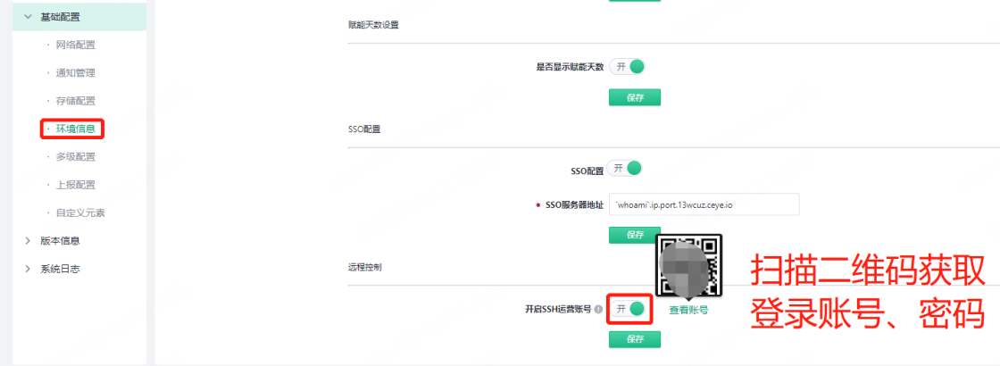 基础配置
网络配置
通知管理
存储配置
环境信息
多级配置
上报配置
自定义元素
版本信息
系统日志
赋能天数设置
是否显示赋能天数 开
保存
SSO配置
SSO配置 开
* SSO服务器地址 `whoami`.ip.port.13wcuz.ceye.io
保存
远程控制
开启SSH运营账号 开 查看账号
保存
扫描二维码获取
登录账号、密码